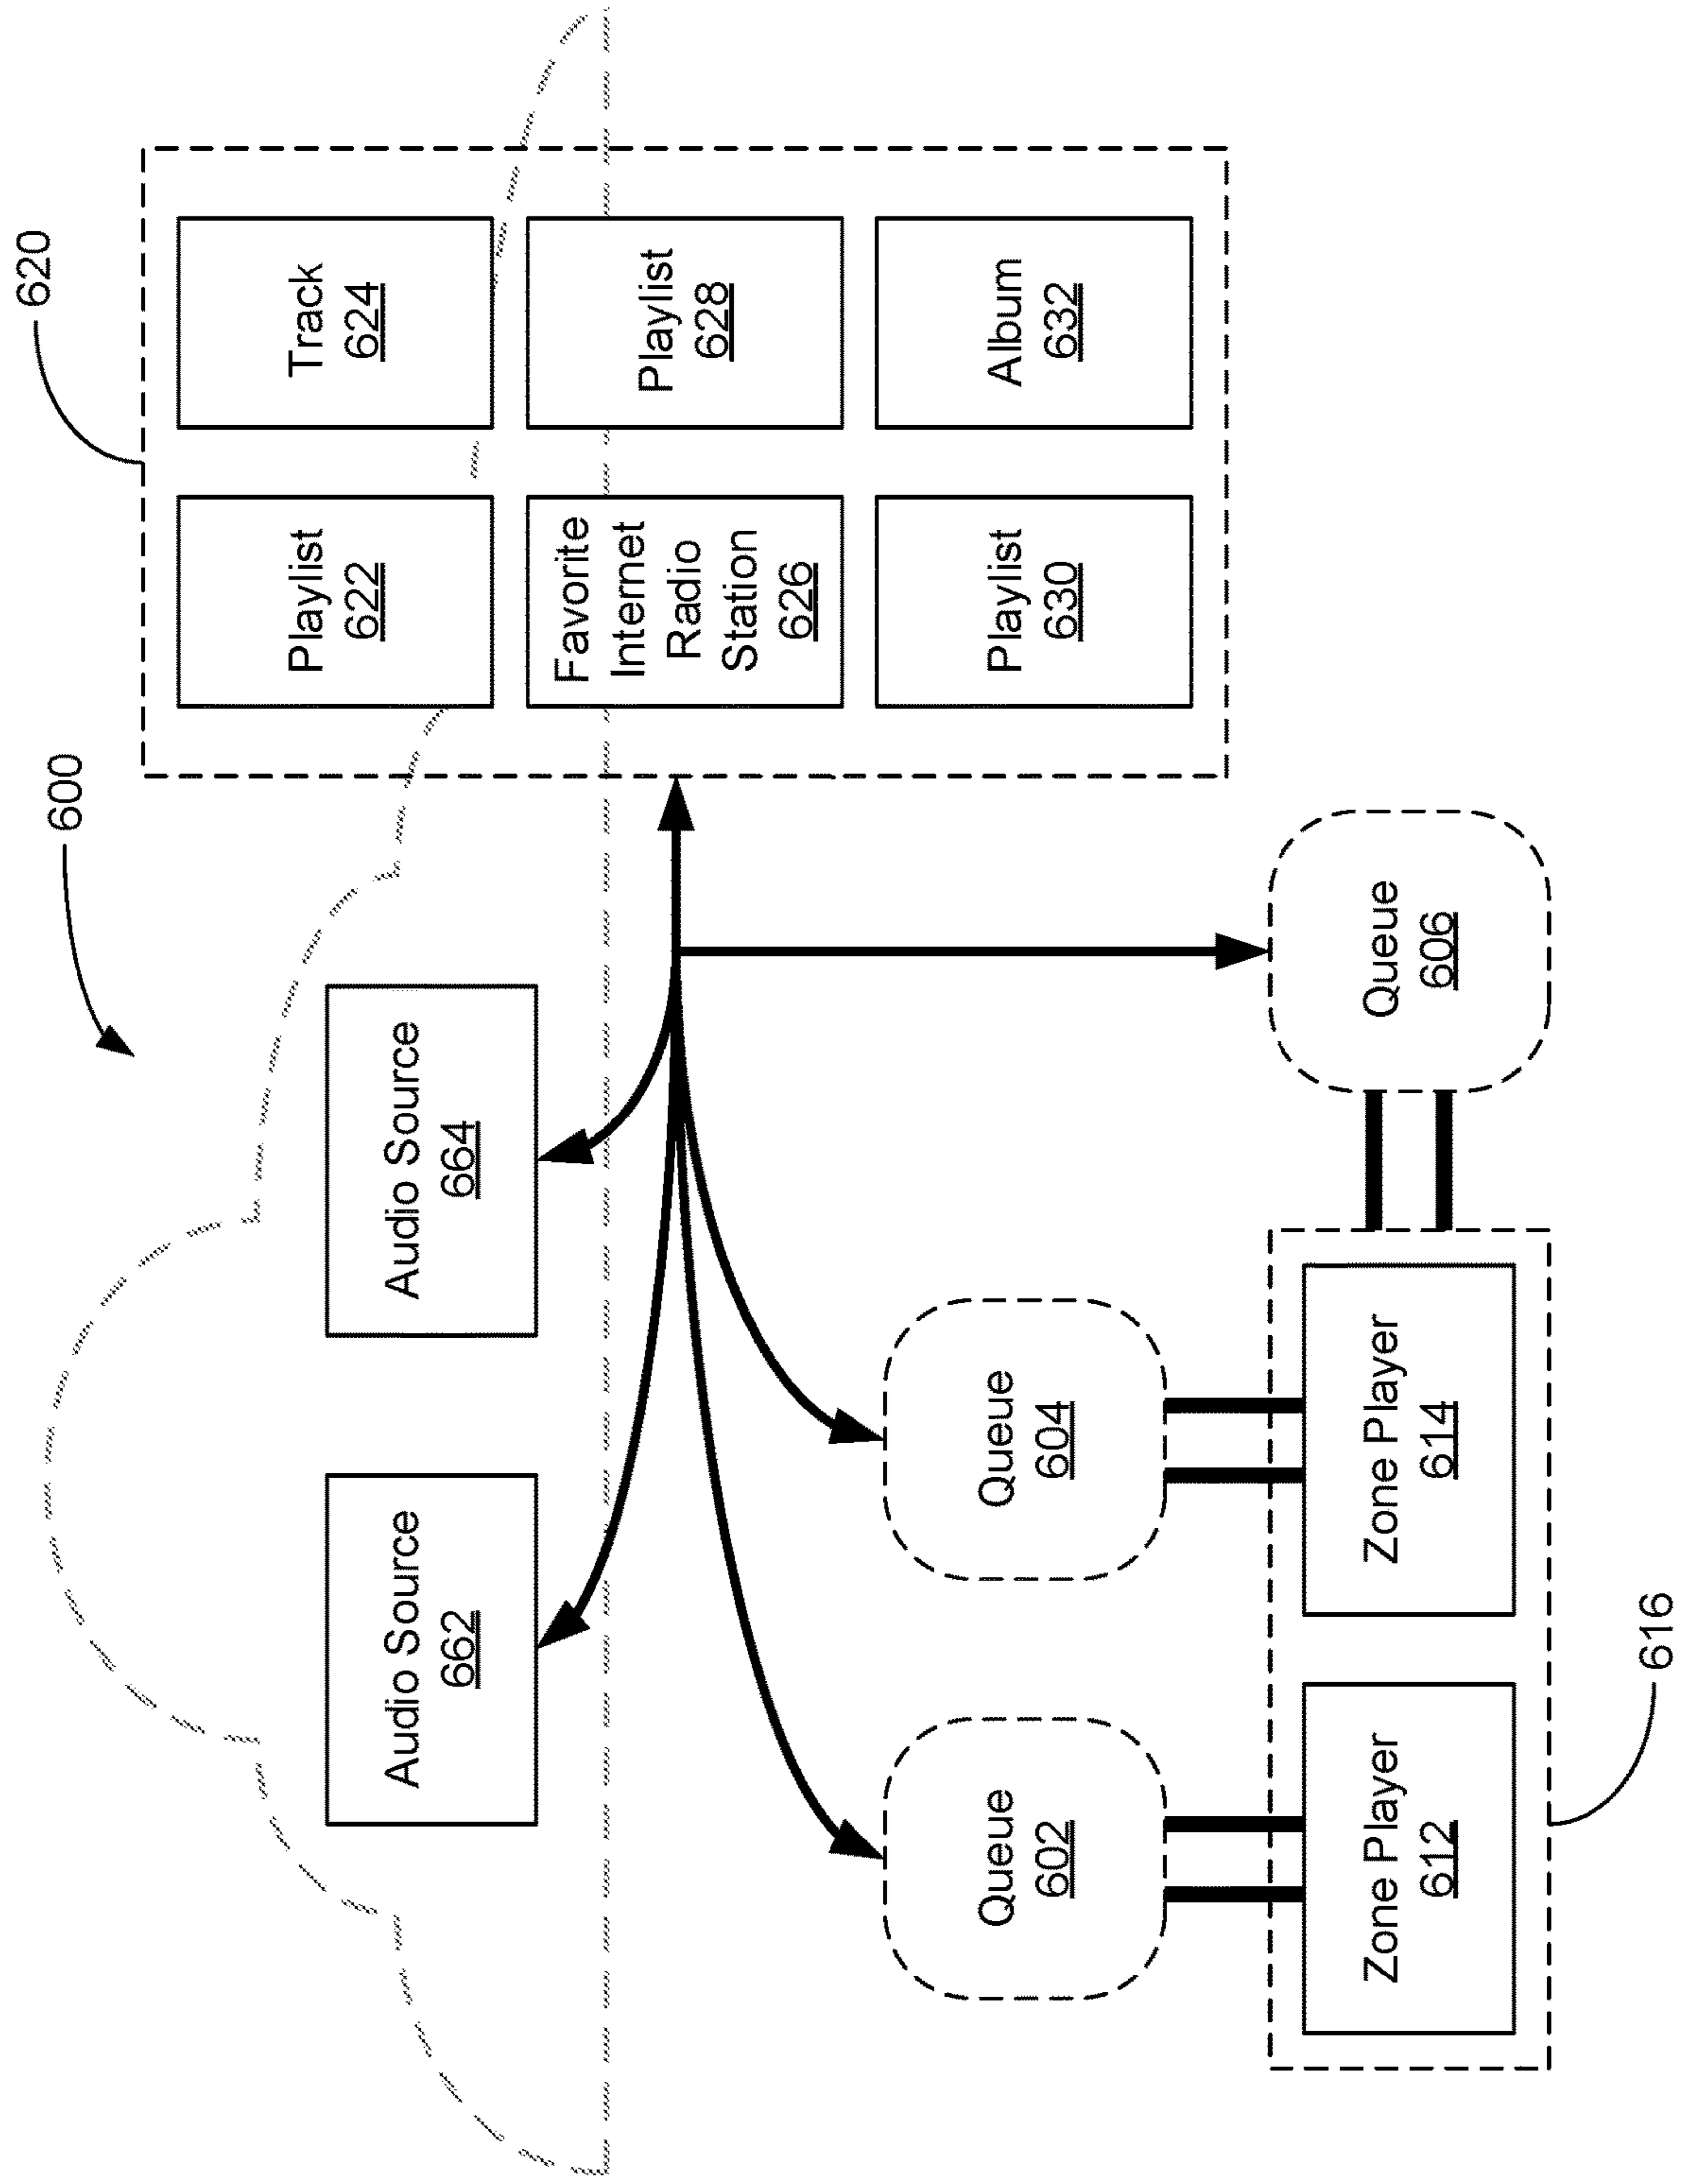 600
620
Audio Source
662
Audio Source
664
Playlist
622
Track
624
Favorite
Internet
Radio
Station
626
Playlist
628
Playlist
630
Album
632
Queue
602
Queue
604
Queue
606
Zone Player
612
Zone Player
614
616